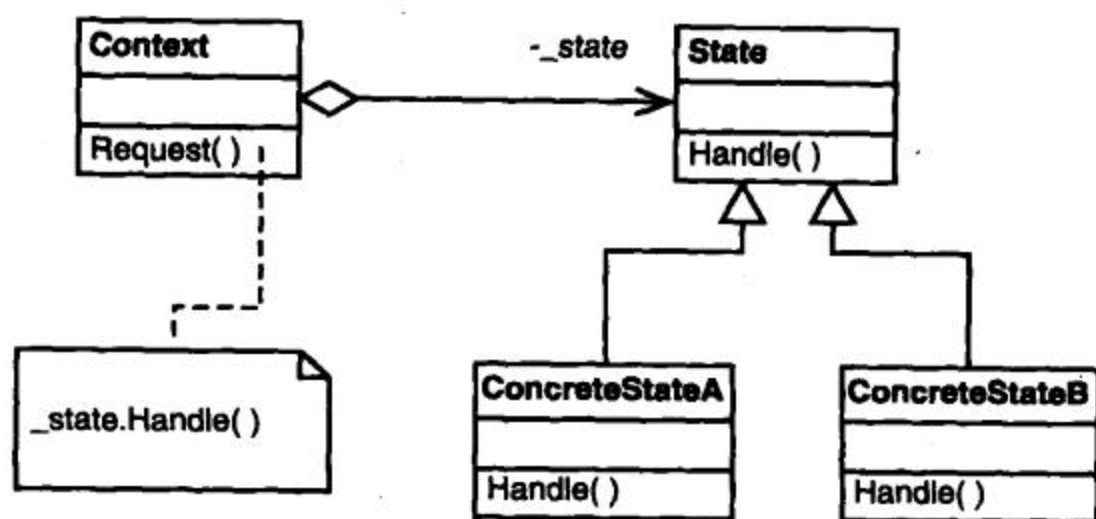 Context
-_state
State
Request( )
Handle( )
_state.Handle( )
ConcreteStateA
ConcreteStateB
Handle( )
Handle( )